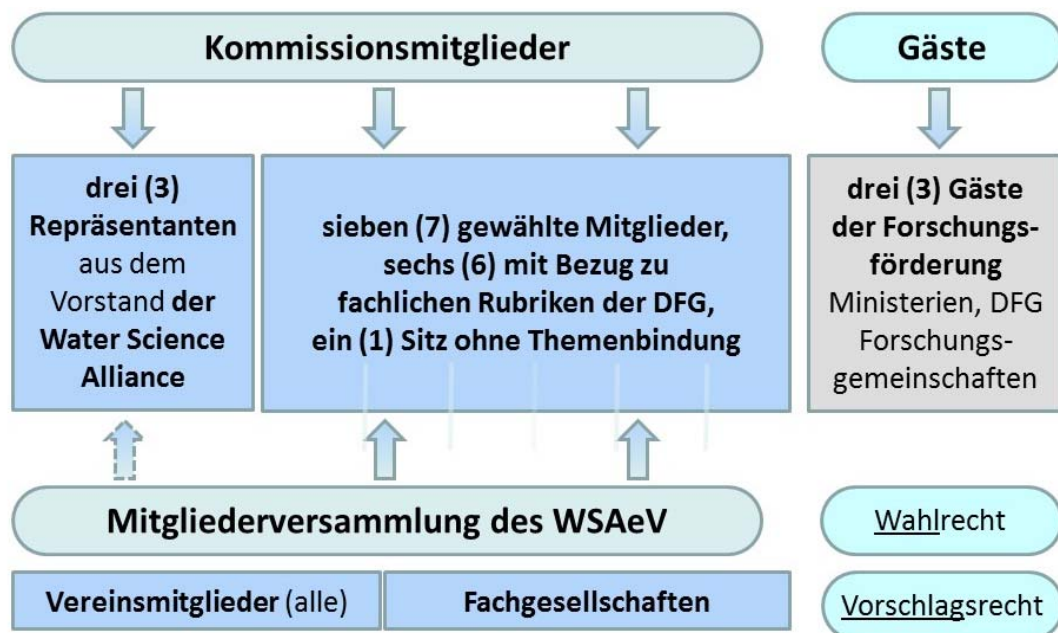 Kommissionsmitglieder
Gäste
drei (3)
Repräsentanten
aus dem
Vorstand der
Water Science
Alliance
sieben (7) gewählte Mitglieder,
sechs (6) mit Bezug zu
fachlichen Rubriken der DFG,
ein (1) Sitz ohne Themenbindung
drei (3) Gäste
der Forschungs-
förderung
Ministerien, DFG
Forschungs-
gemeinschaften
Mitgliederversammlung des WSAeV
Wahlrecht
Vereinsmitglieder (alle)
Fachgesellschaften
Vorschlagsrecht